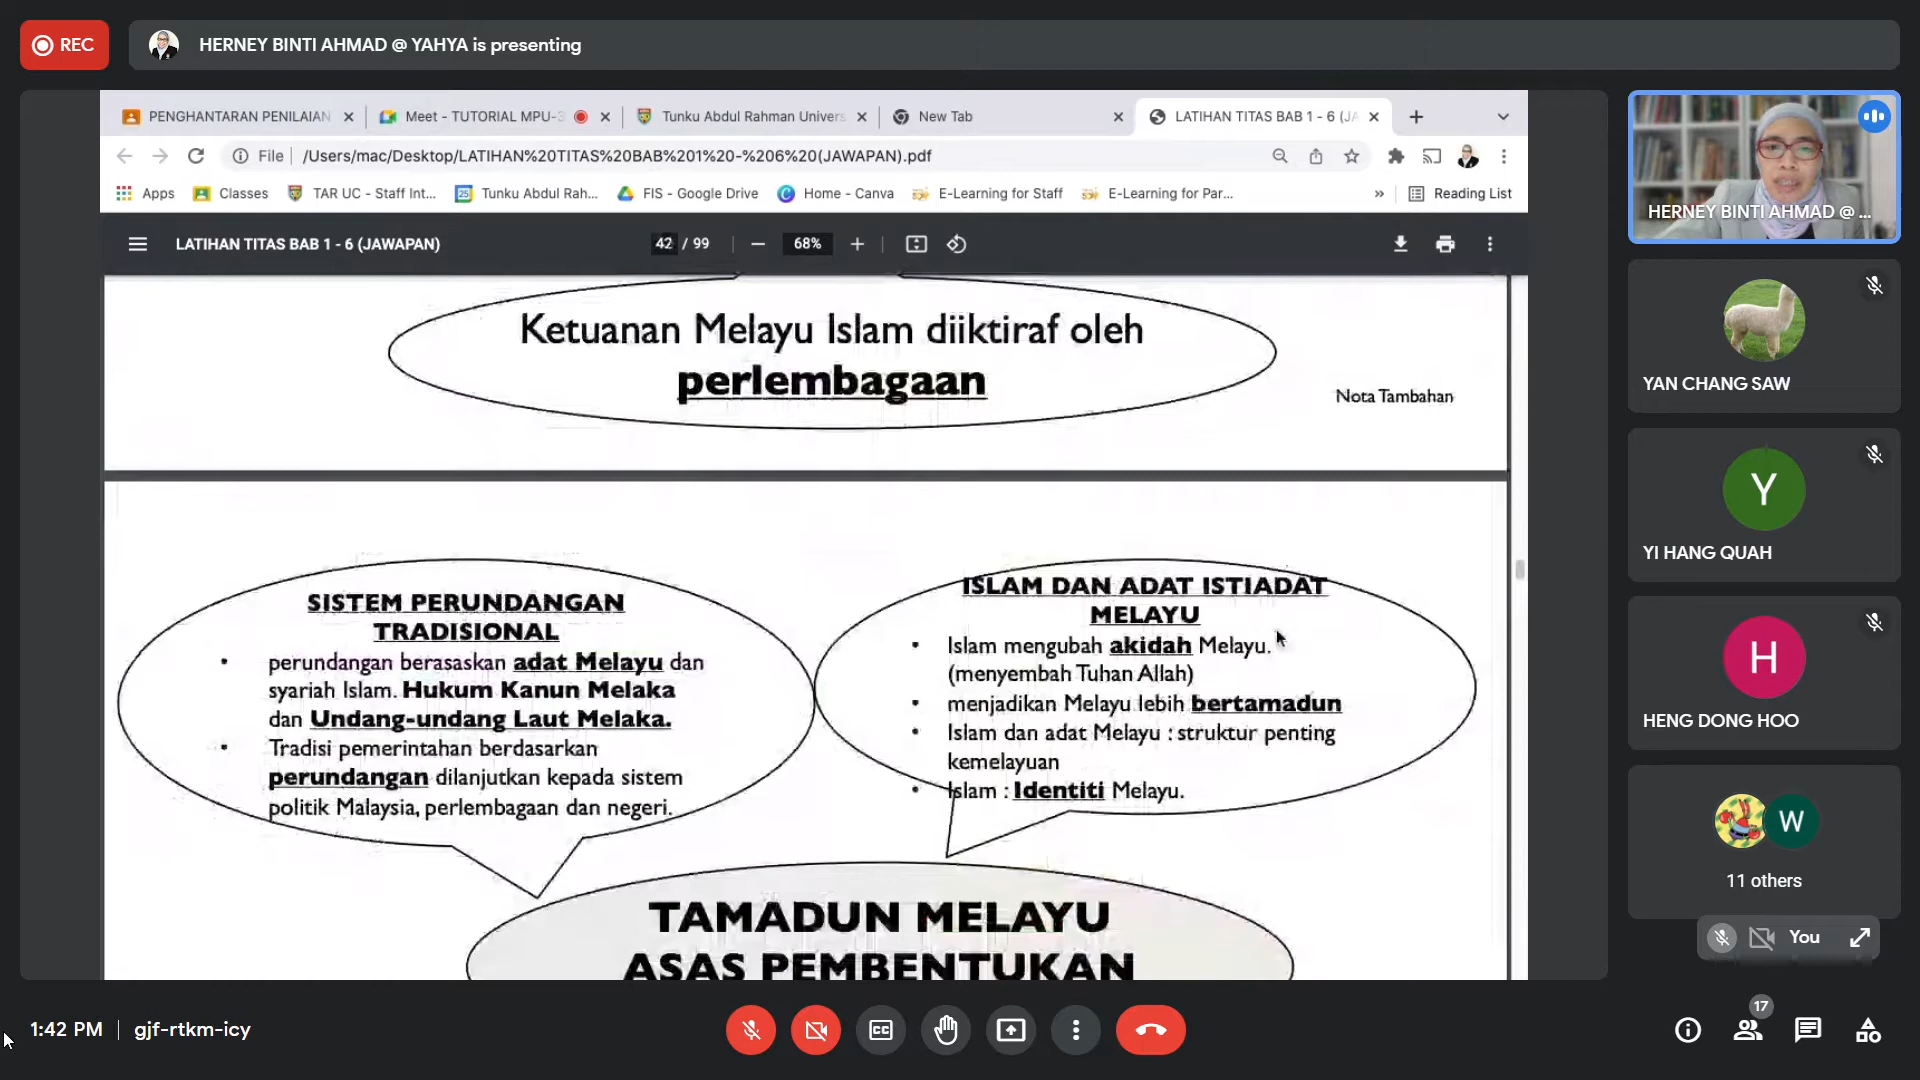 REC
HERNEY BINTI AHMAD @ YAHYA is presenting
PENGHANTARAN PENILAIAN
Meet - TUTORIAL MPU-3
Tunku Abdul Rahman Univers
New Tab
LATIHAN TITAS BAB 1 - 6 (JA
File
/Users/mac/Desktop/LATIHAN%20TITAS%20BAB%201%20-%206%20(JAWAPAN).pdf
Apps
Classes
TAR UC - Staff Int...
25
Tunku Abdul Rah...
FIS - Google Drive
Home - Canva
E-Learning for Staff
E-Learning for Par...
»
Reading List
LATIHAN TITAS BAB 1 - 6 (JAWAPAN)
42 / 99
68%
Ketuanan Melayu Islam diiktiraf oleh
perlembagaan
Nota Tambahan
SISTEM PERUNDANGAN
TRADISIONAL
• perundangan berasaskan adat Melayu dan
syariah Islam. Hukum Kanun Melaka
dan Undang-undang Laut Melaka.
• Tradisi pemerintahan berdasarkan
perundangan dilanjutkan kepada sistem
politik Malaysia, perlembagaan dan negeri.
ISLAM DAN ADAT ISTIADAT
MELAYU
• Islam mengubah akidah Melayu.
(menyembah Tuhan Allah)
• menjadikan Melayu lebih bertamadun
• Islam dan adat Melayu : struktur penting
kemelayuan
• Islam : Identiti Melayu.
TAMADUN MELAYU
ASAS PEMBENTUKAN
HERNEY BINTI AHMAD @ ...
YAN CHANG SAW
Y
YI HANG QUAH
H
HENG DONG HOO
W
11 others
You
1:42 PM
gjf-rtkm-icy
CC
17